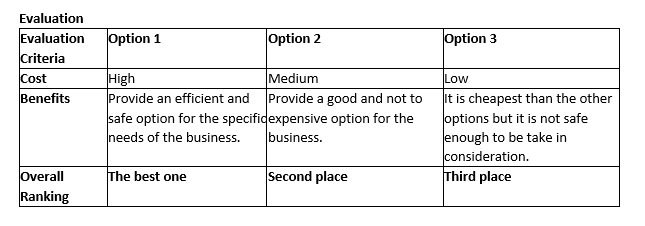 Evaluation
Evaluation Criteria Option 1 Option 2 Option 3
Cost High Medium Low
Benefits Provide an efficient and safe option for the specific needs of the business. Provide a good and not to expensive option for the business. It is cheapest than the other options but it is not safe enough to be take in consideration.
Overall Ranking The best one Second place Third place